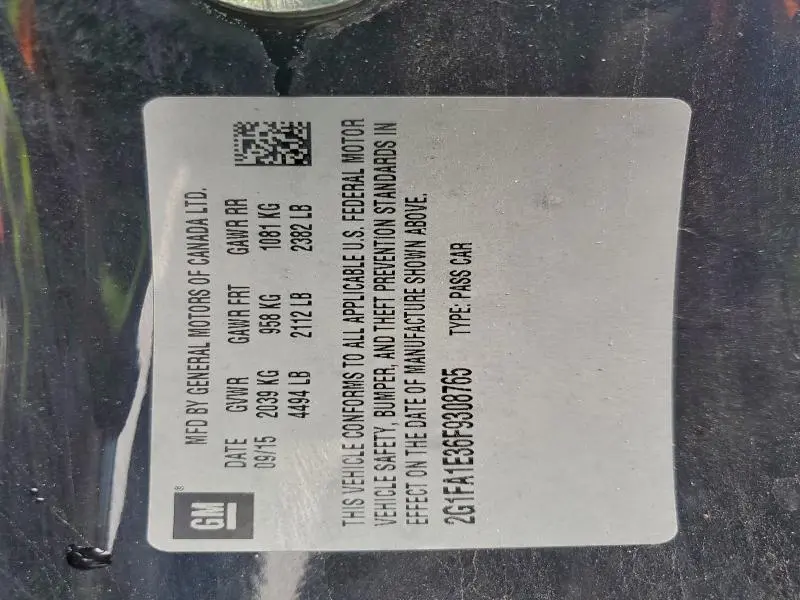 GM®
MFD BY GENERAL MOTORS OF CANADA LTD.
DATE GVWR GAWR FRT GAWR RR
09/15 2039 KG 958 KG 1081 KG
4494 LB 2112 LB 2382 LB
THIS VEHICLE CONFORMS TO ALL APPLICABLE U.S. FEDERAL MOTOR
VEHICLE SAFETY, BUMPER, AND THEFT PREVENTION STANDARDS IN
EFFECT ON THE DATE OF MANUFACTURE SHOWN ABOVE.
2G1FA1E36F9308765 TYPE: PASS CAR